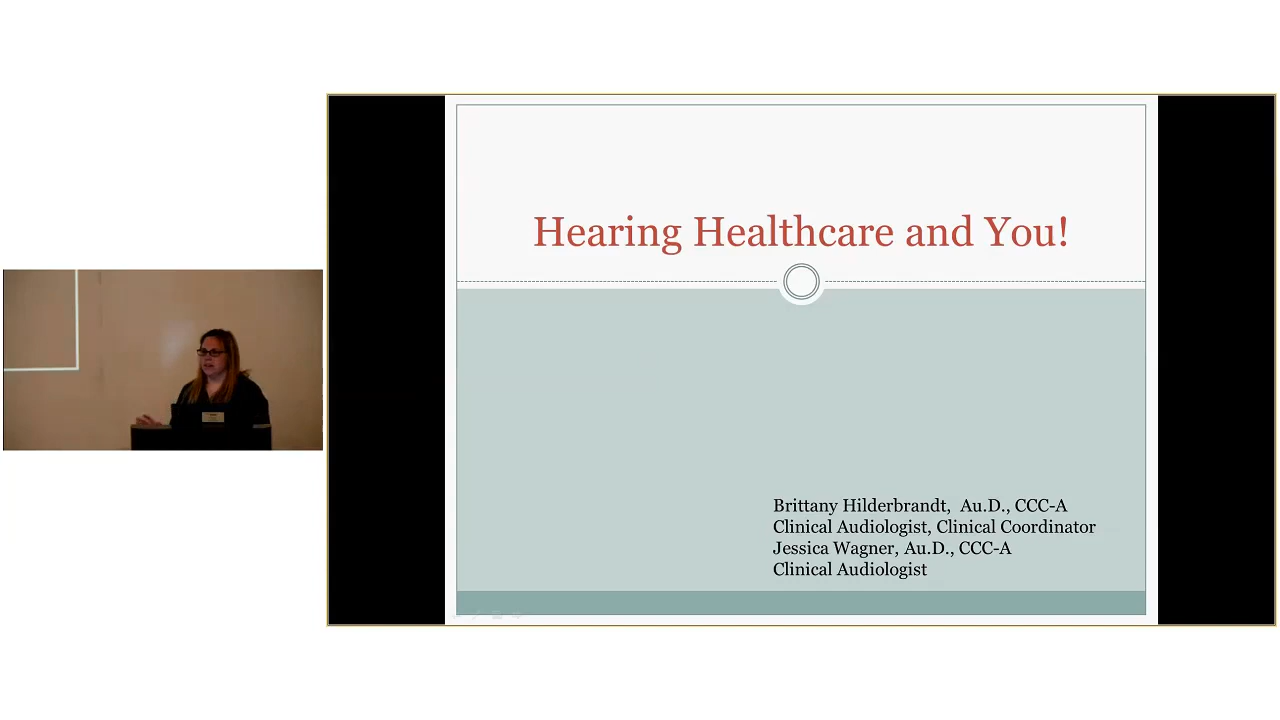 Hearing Healthcare and You!
Brittany Hilderbrandt, Au.D., CCC-A
Clinical Audiologist, Clinical Coordinator
Jessica Wagner, Au.D., CCC-A
Clinical Audiologist